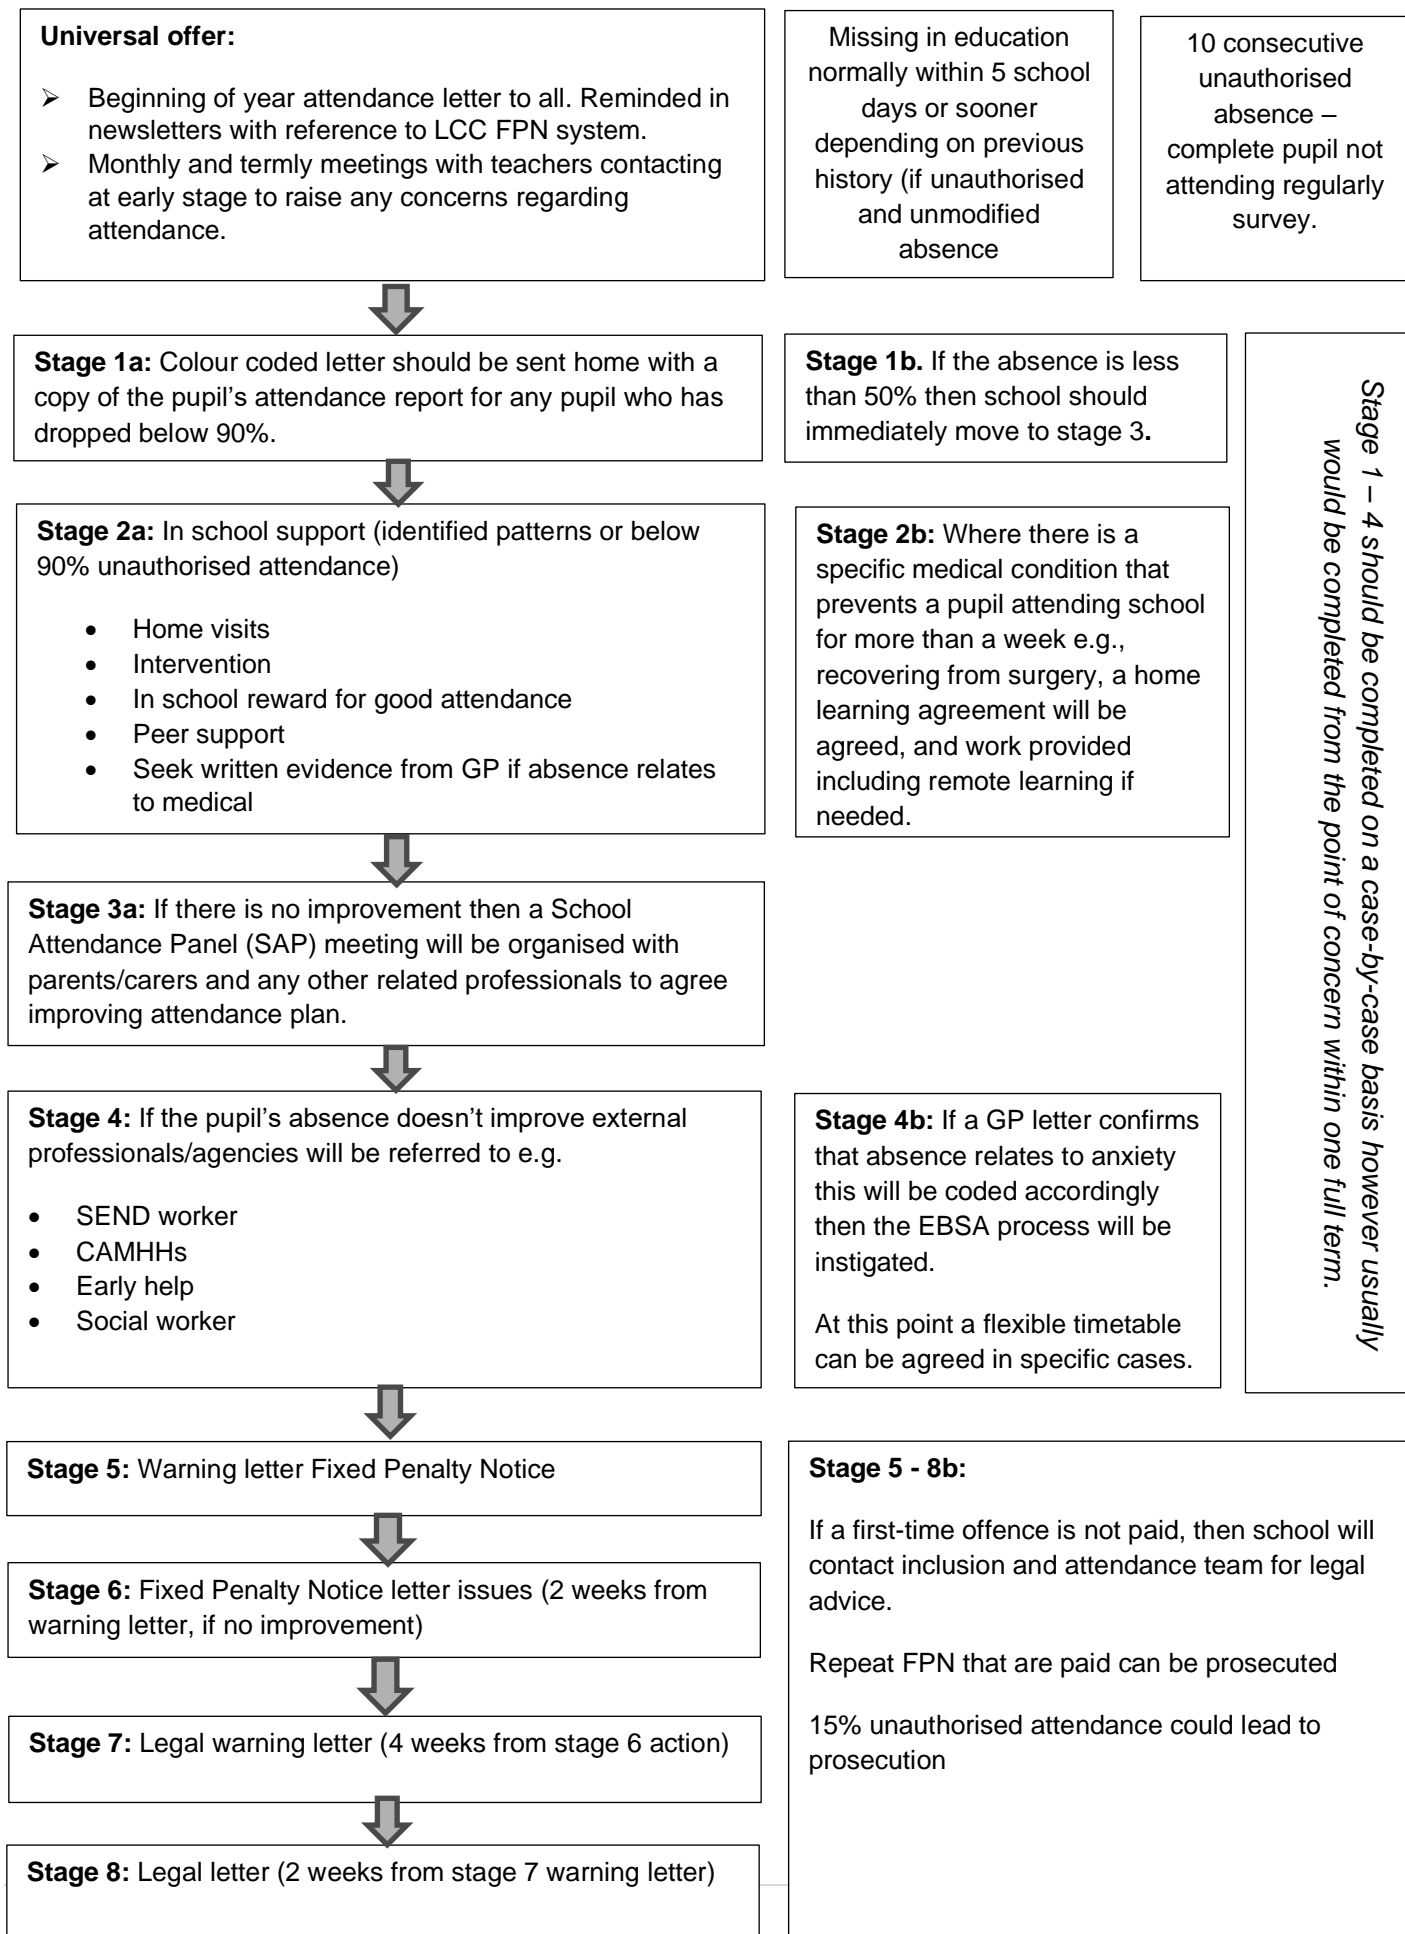 Universal offer:
➢ Beginning of year attendance letter to all. Reminded in
newsletters with reference to LCC FPN system.
➢ Monthly and termly meetings with teachers contacting
at early stage to raise any concerns regarding
attendance.
Missing in education
normally within 5 school
days or sooner
depending on previous
history (if unauthorised
and unmodified
absence
10 consecutive
unauthorised
absence –
complete pupil not
attending regularly
survey.
Stage 1a: Colour coded letter should be sent home with a
copy of the pupil’s attendance report for any pupil who has
dropped below 90%.
Stage 1b. If the absence is less
than 50% then school should
immediately move to stage 3.
Stage 1 – 4 should be completed on a case-by-case basis however usually
would be completed from the point of concern within one full term.
Stage 2a: In school support (identified patterns or below
90% unauthorised attendance)
• Home visits
• Intervention
• In school reward for good attendance
• Peer support
• Seek written evidence from GP if absence relates
to medical
Stage 2b: Where there is a
specific medical condition that
prevents a pupil attending school
for more than a week e.g.,
recovering from surgery, a home
learning agreement will be
agreed, and work provided
including remote learning if
needed.
Stage 3a: If there is no improvement then a School
Attendance Panel (SAP) meeting will be organised with
parents/carers and any other related professionals to agree
improving attendance plan.
Stage 4: If the pupil’s absence doesn’t improve external
professionals/agencies will be referred to e.g.
• SEND worker
• CAMHHs
• Early help
• Social worker
Stage 4b: If a GP letter confirms
that absence relates to anxiety
this will be coded accordingly
then the EBSA process will be
instigated.
At this point a flexible timetable
can be agreed in specific cases.
Stage 5: Warning letter Fixed Penalty Notice
Stage 6: Fixed Penalty Notice letter issues (2 weeks from
warning letter, if no improvement)
Stage 7: Legal warning letter (4 weeks from stage 6 action)
Stage 8: Legal letter (2 weeks from stage 7 warning letter)
Stage 5 - 8b:
If a first-time offence is not paid, then school will
contact inclusion and attendance team for legal
advice.
Repeat FPN that are paid can be prosecuted
15% unauthorised attendance could lead to
prosecution